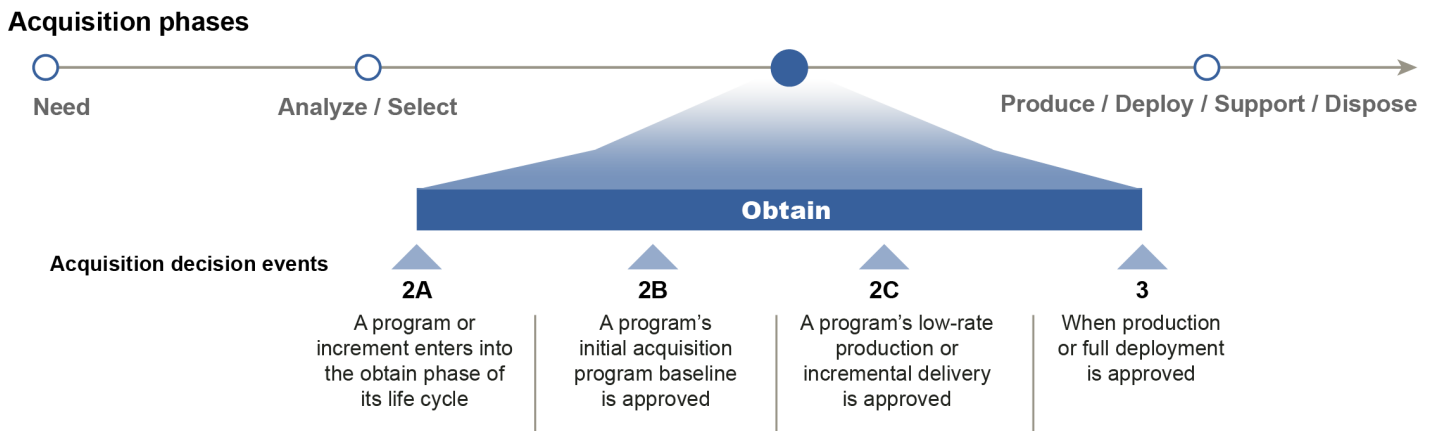 Acquisition phases
Need
Analyze / Select
Produce / Deploy / Support / Dispose
Obtain
Acquisition decision events
2A
A program or
increment enters into
the obtain phase of
its life cycle
2B
A program’s
initial acquisition
program baseline
is approved
2C
A program’s low-rate
production or
incremental delivery
is approved
3
When production
or full deployment
is approved